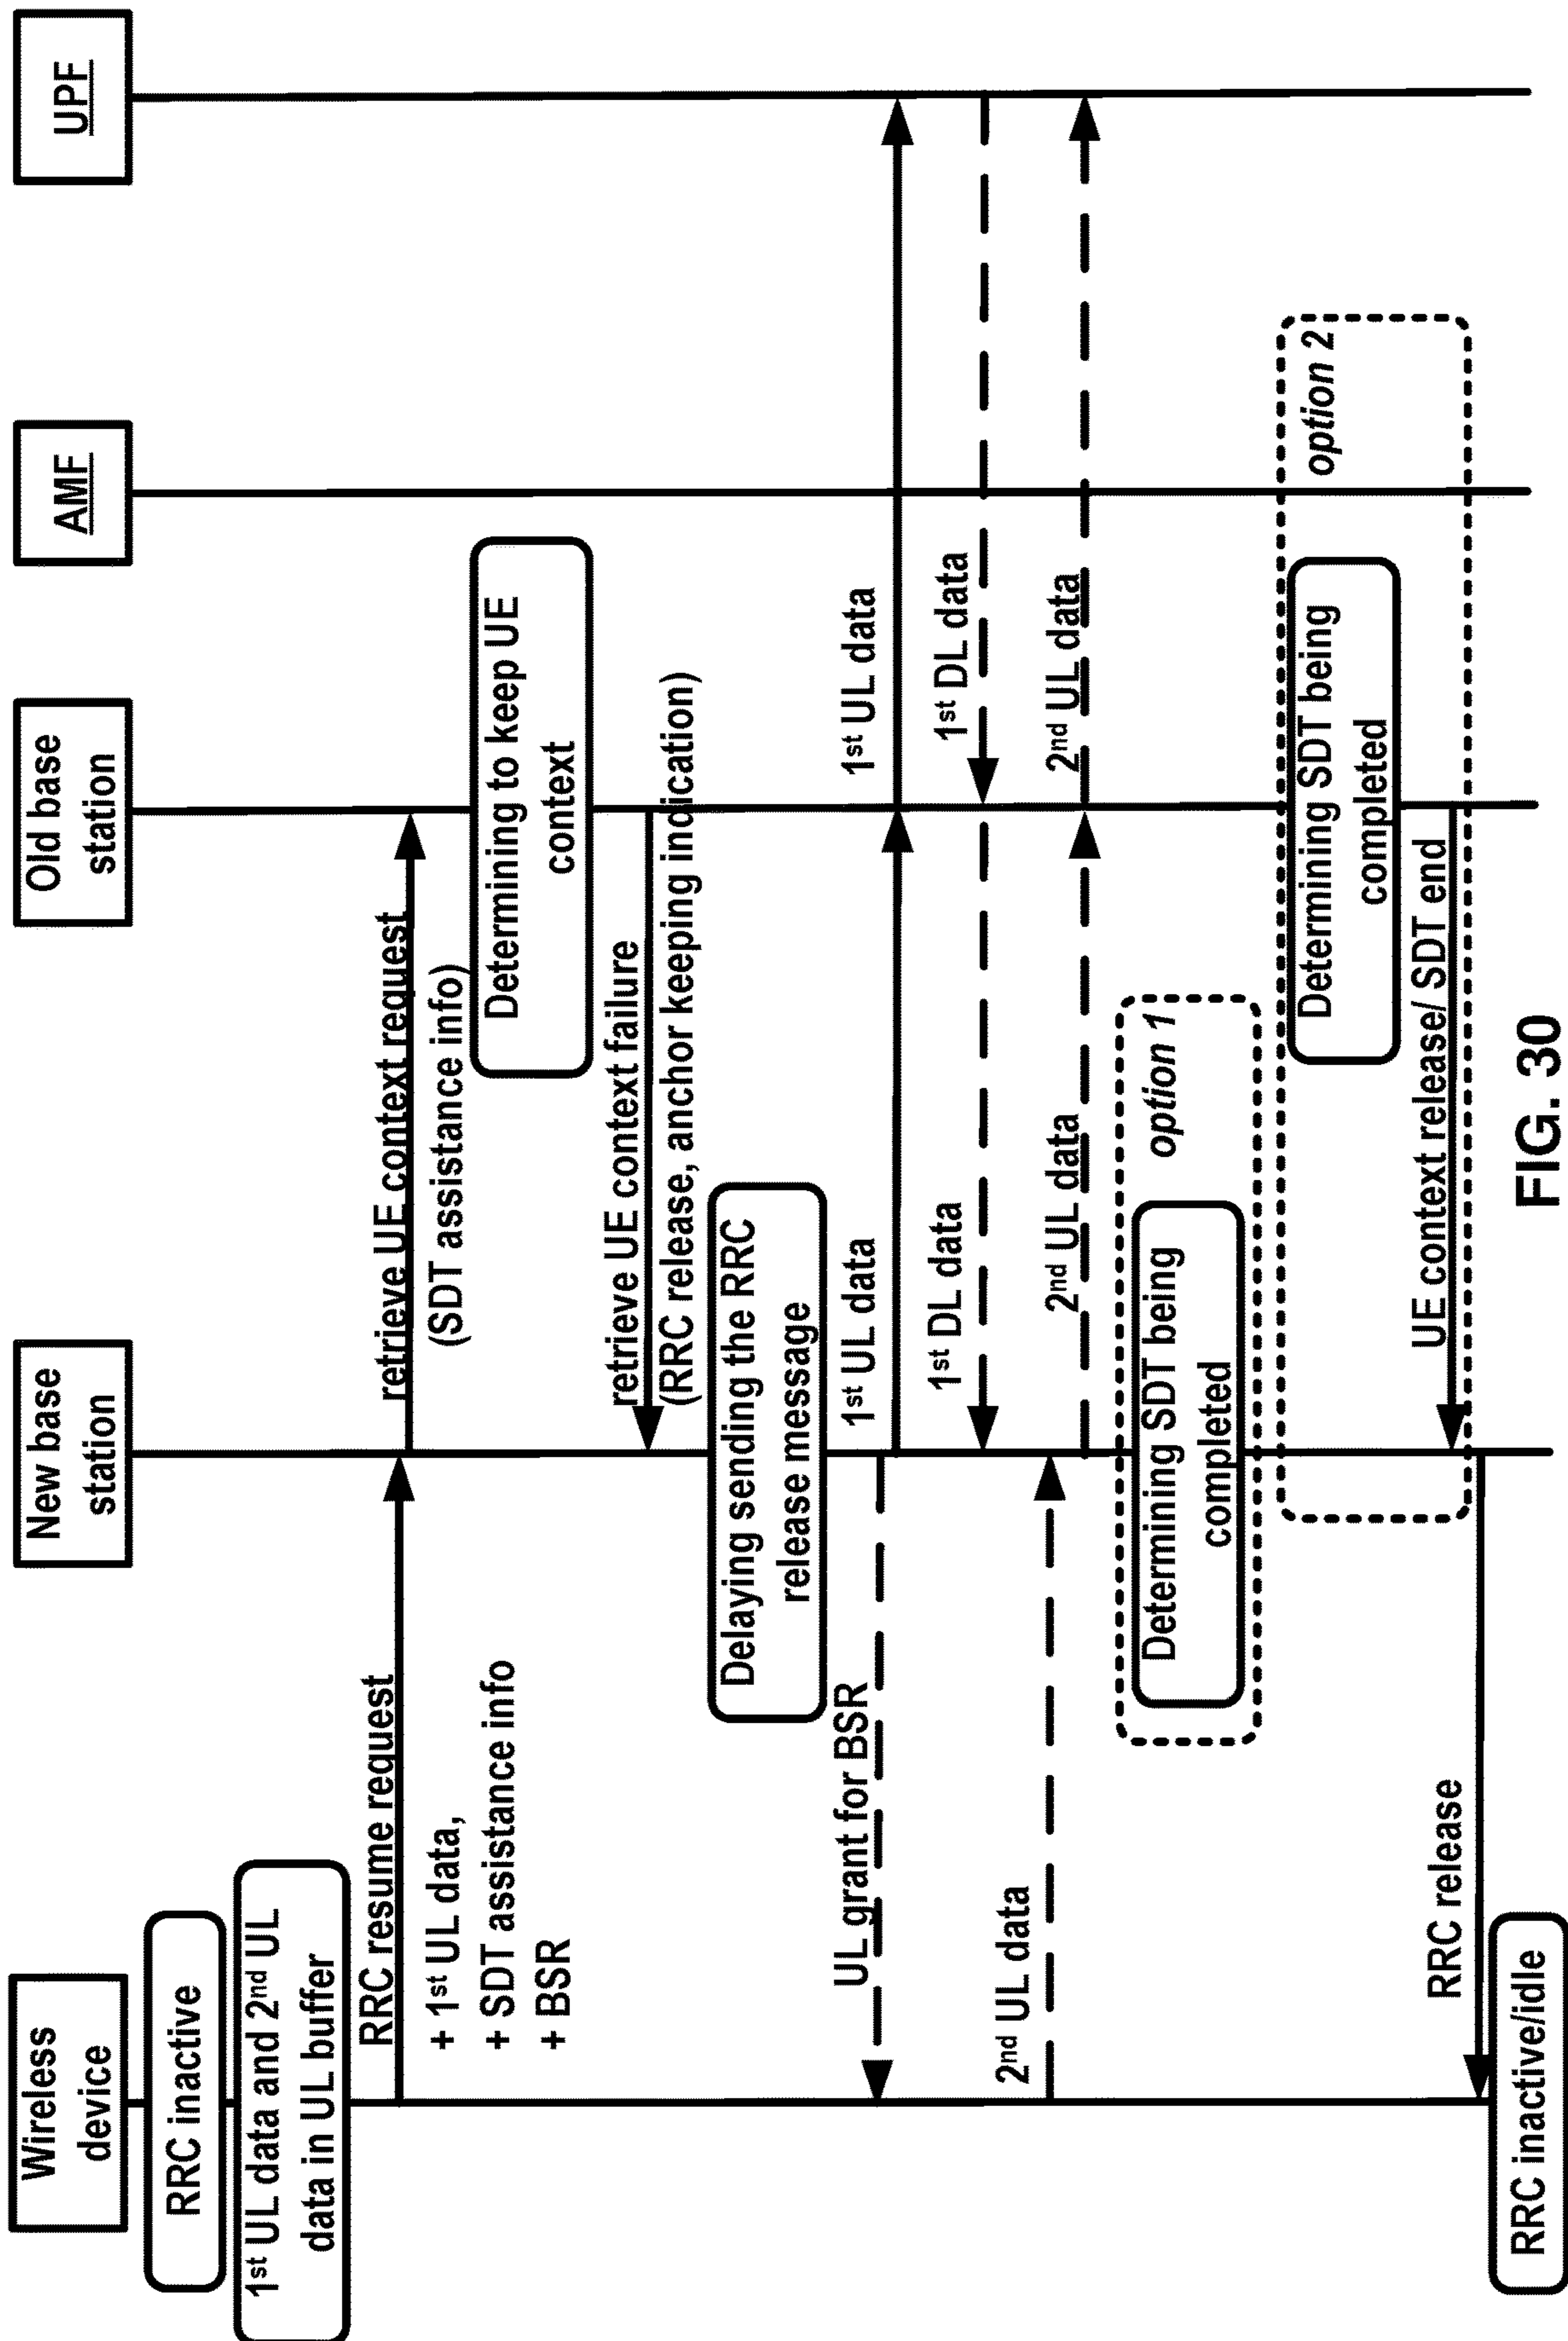 Wireless
device
New base
station
Old base
station
AMF
UPF
RRC inactive
1st UL data and 2nd UL
data in UL buffer
RRC resume request
+ 1st UL data,
+ SDT assistance info
+ BSR
retrieve UE context request
(SDT assistance info)
Determining to keep UE
context
retrieve UE context failure
(RRC release, anchor keeping indication)
Delaying sending the RRC
release message
UL grant for BSR
1st UL data
1st UL data
1st DL data
1st DL data
2nd UL data
2nd UL data
2nd UL data
option 1
Determining SDT being
completed
option 2
Determining SDT being
completed
UE context release/ SDT end
RRC release
RRC inactive/idle
FIG. 30